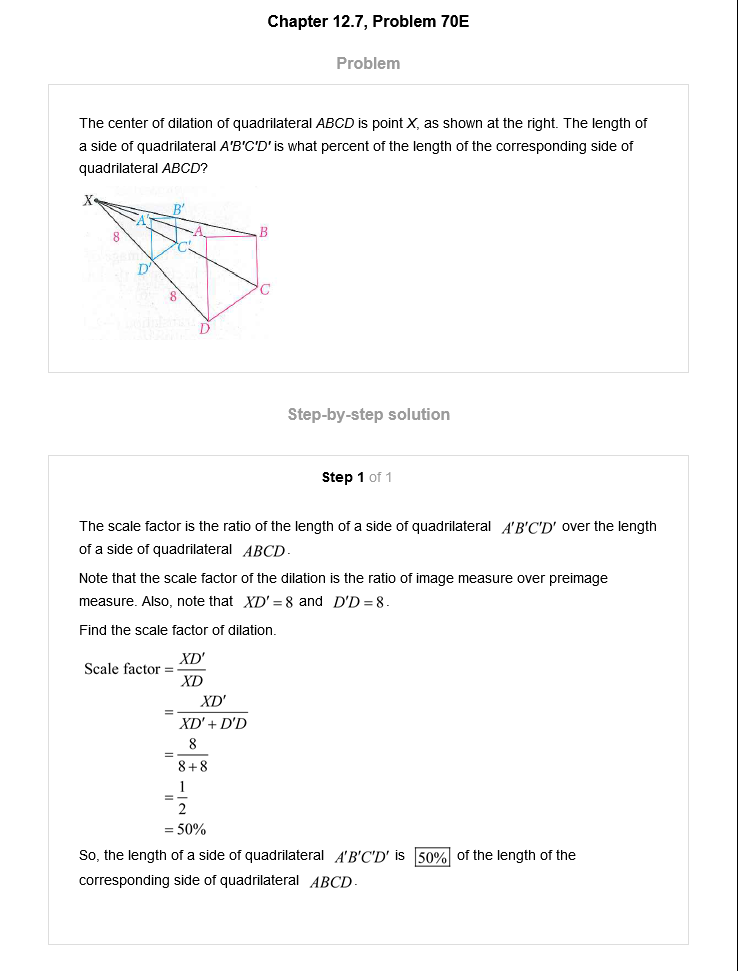 Chapter 12.7, Problem 70E
Problem
The center of dilation of quadrilateral ABCD is point X, as shown at the right. The length of
a side of quadrilateral A'B'C'D' is what percent of the length of the corresponding side of
quadrilateral ABCD?
X
B'
A'
8
A
B
C'
D'
8
C
D
Step-by-step solution
Step 1 of 1
The scale factor is the ratio of the length of a side of quadrilateral A'B'C'D' over the length
of a side of quadrilateral ABCD.
Note that the scale factor of the dilation is the ratio of image measure over preimage
measure. Also, note that XD' = 8 and D'D = 8.
Find the scale factor of dilation.
Scale factor = XD' / XD
= XD' / XD' + D'D
= 8 / 8 + 8
= 1 / 2
= 50%
So, the length of a side of quadrilateral A'B'C'D' is 50% of the length of the
corresponding side of quadrilateral ABCD.